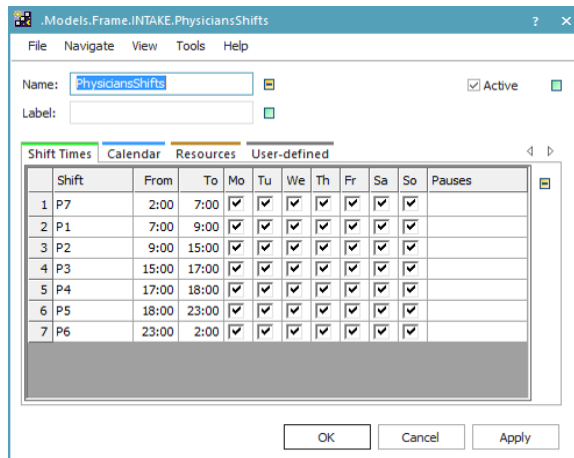 .Models.Frame.INTAKE.PhysiciansShifts ? ×
File Navigate View Tools Help
Name: PhysiciansShifts Active
Label:
Shift Times Calendar Resources User-defined
Shift From To Mo Tu We Th Fr Sa So Pauses
1 P7 2:00 7:00
2 P1 7:00 9:00
3 P2 9:00 15:00
4 P3 15:00 17:00
5 P4 17:00 18:00
6 P5 18:00 23:00
7 P6 23:00 2:00
OK Cancel Apply